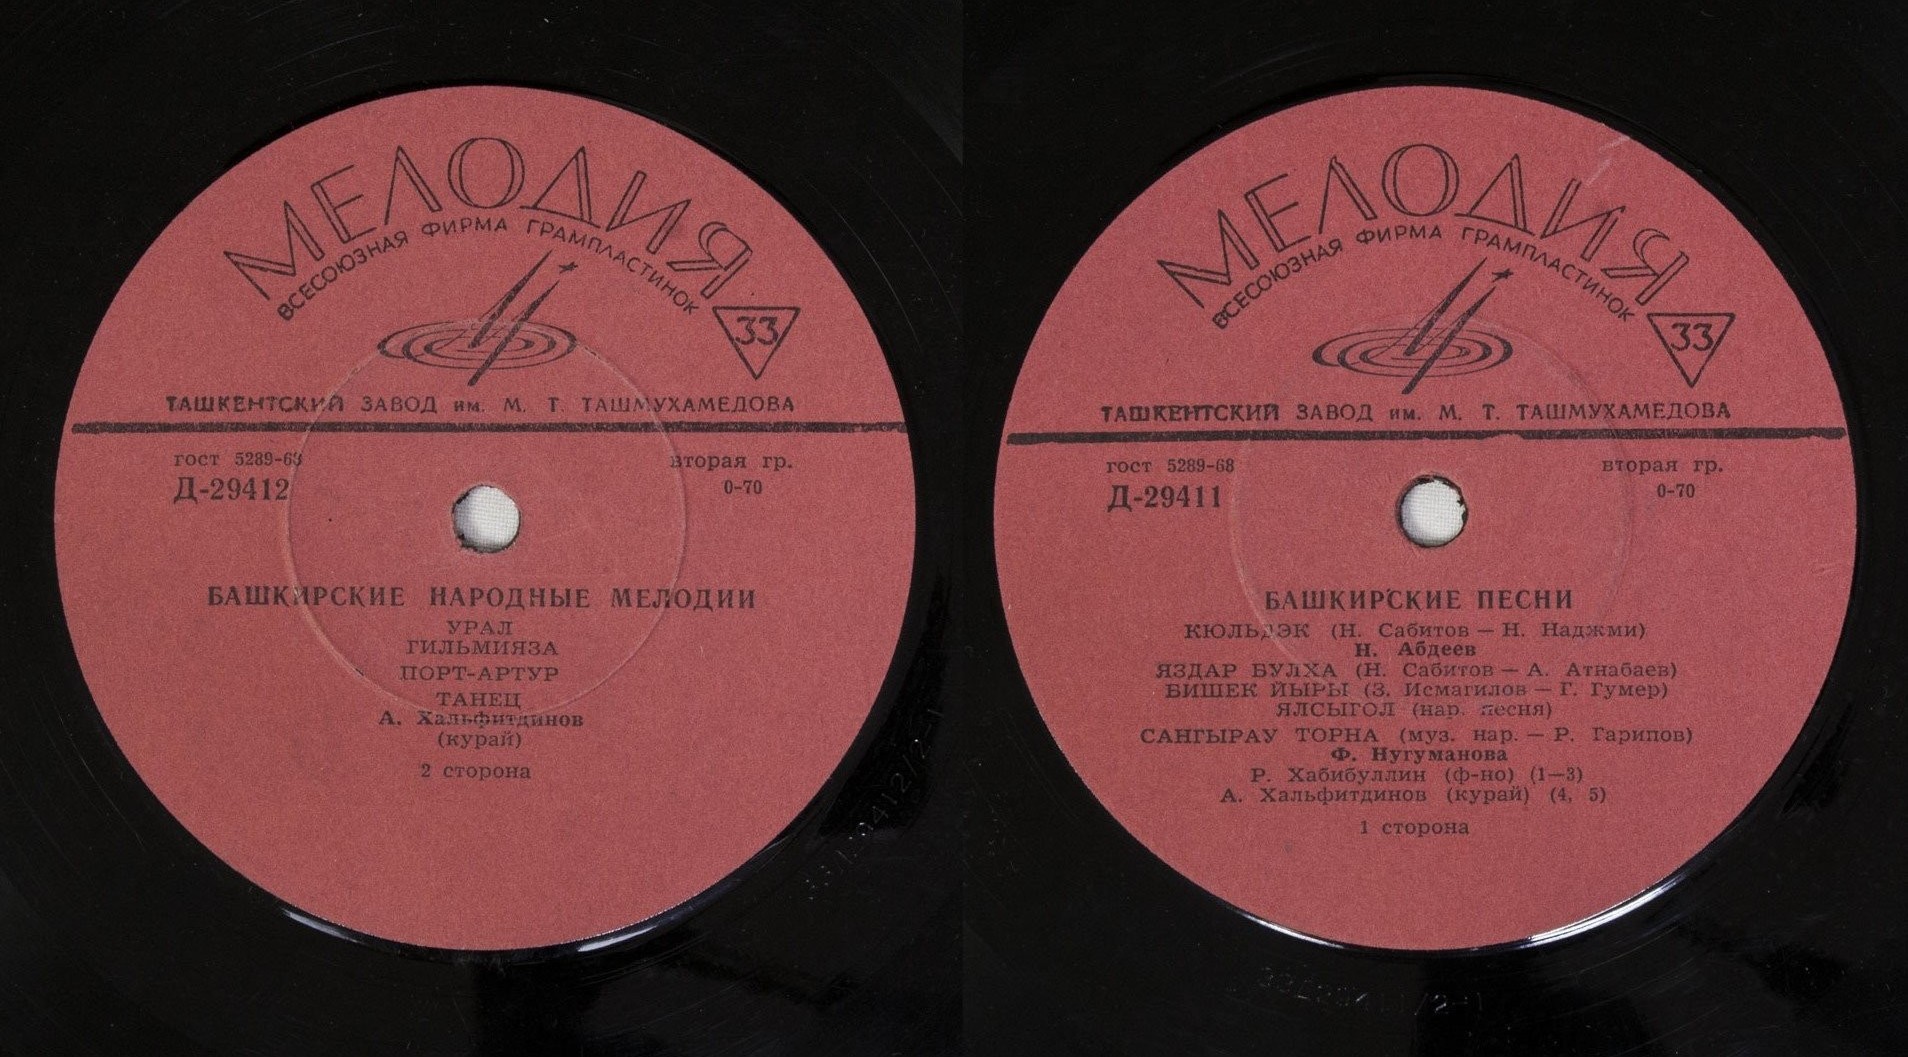 МЕЛОДИЯ
ВСЕСОЮЗНАЯ ФИРМА ГРАМПЛАСТИНОК
33
ТАШКЕНТСКИЙ ЗАВОД им. М. Т. ТАШМУХАМЕДОВА
гост 5289-68
вторая гр.
Д-29412
0-70
БАШКИРСКИЕ НАРОДНЫЕ МЕЛОДИИ
УРАЛ
ГИЛЬМИЯЗА
ПОРТ-АРТУР
ТАНЕЦ
А. Хальфитдинов
(курай)
2 сторона
МЕЛОДИЯ
ВСЕСОЮЗНАЯ ФИРМА ГРАМПЛАСТИНОК
33
ТАШКЕНТСКИЙ ЗАВОД им. М. Т. ТАШМУХАМЕДОВА
гост 5289-68
вторая гр.
Д-29411
0-70
БАШКИРСКИЕ ПЕСНИ
КЮЛЬДЭК (Н. Сабитов — Н. Наджми)
Н. Абдеев
ЯЗДАР БУЛХА (Н. Сабитов — А. Атнабаев)
БИШЕК ЙЫРЫ (З. Исмагилов — Г. Гумер)
ЯЛСЫГОЛ (нар. песня)
САНГЫРАУ ТОРНА (муз. нар. — Р. Гарипов)
Ф. Нугуманова
Р. Хабибуллин (ф-но) (1—3)
А. Хальфитдинов (курай) (4, 5)
1 сторона